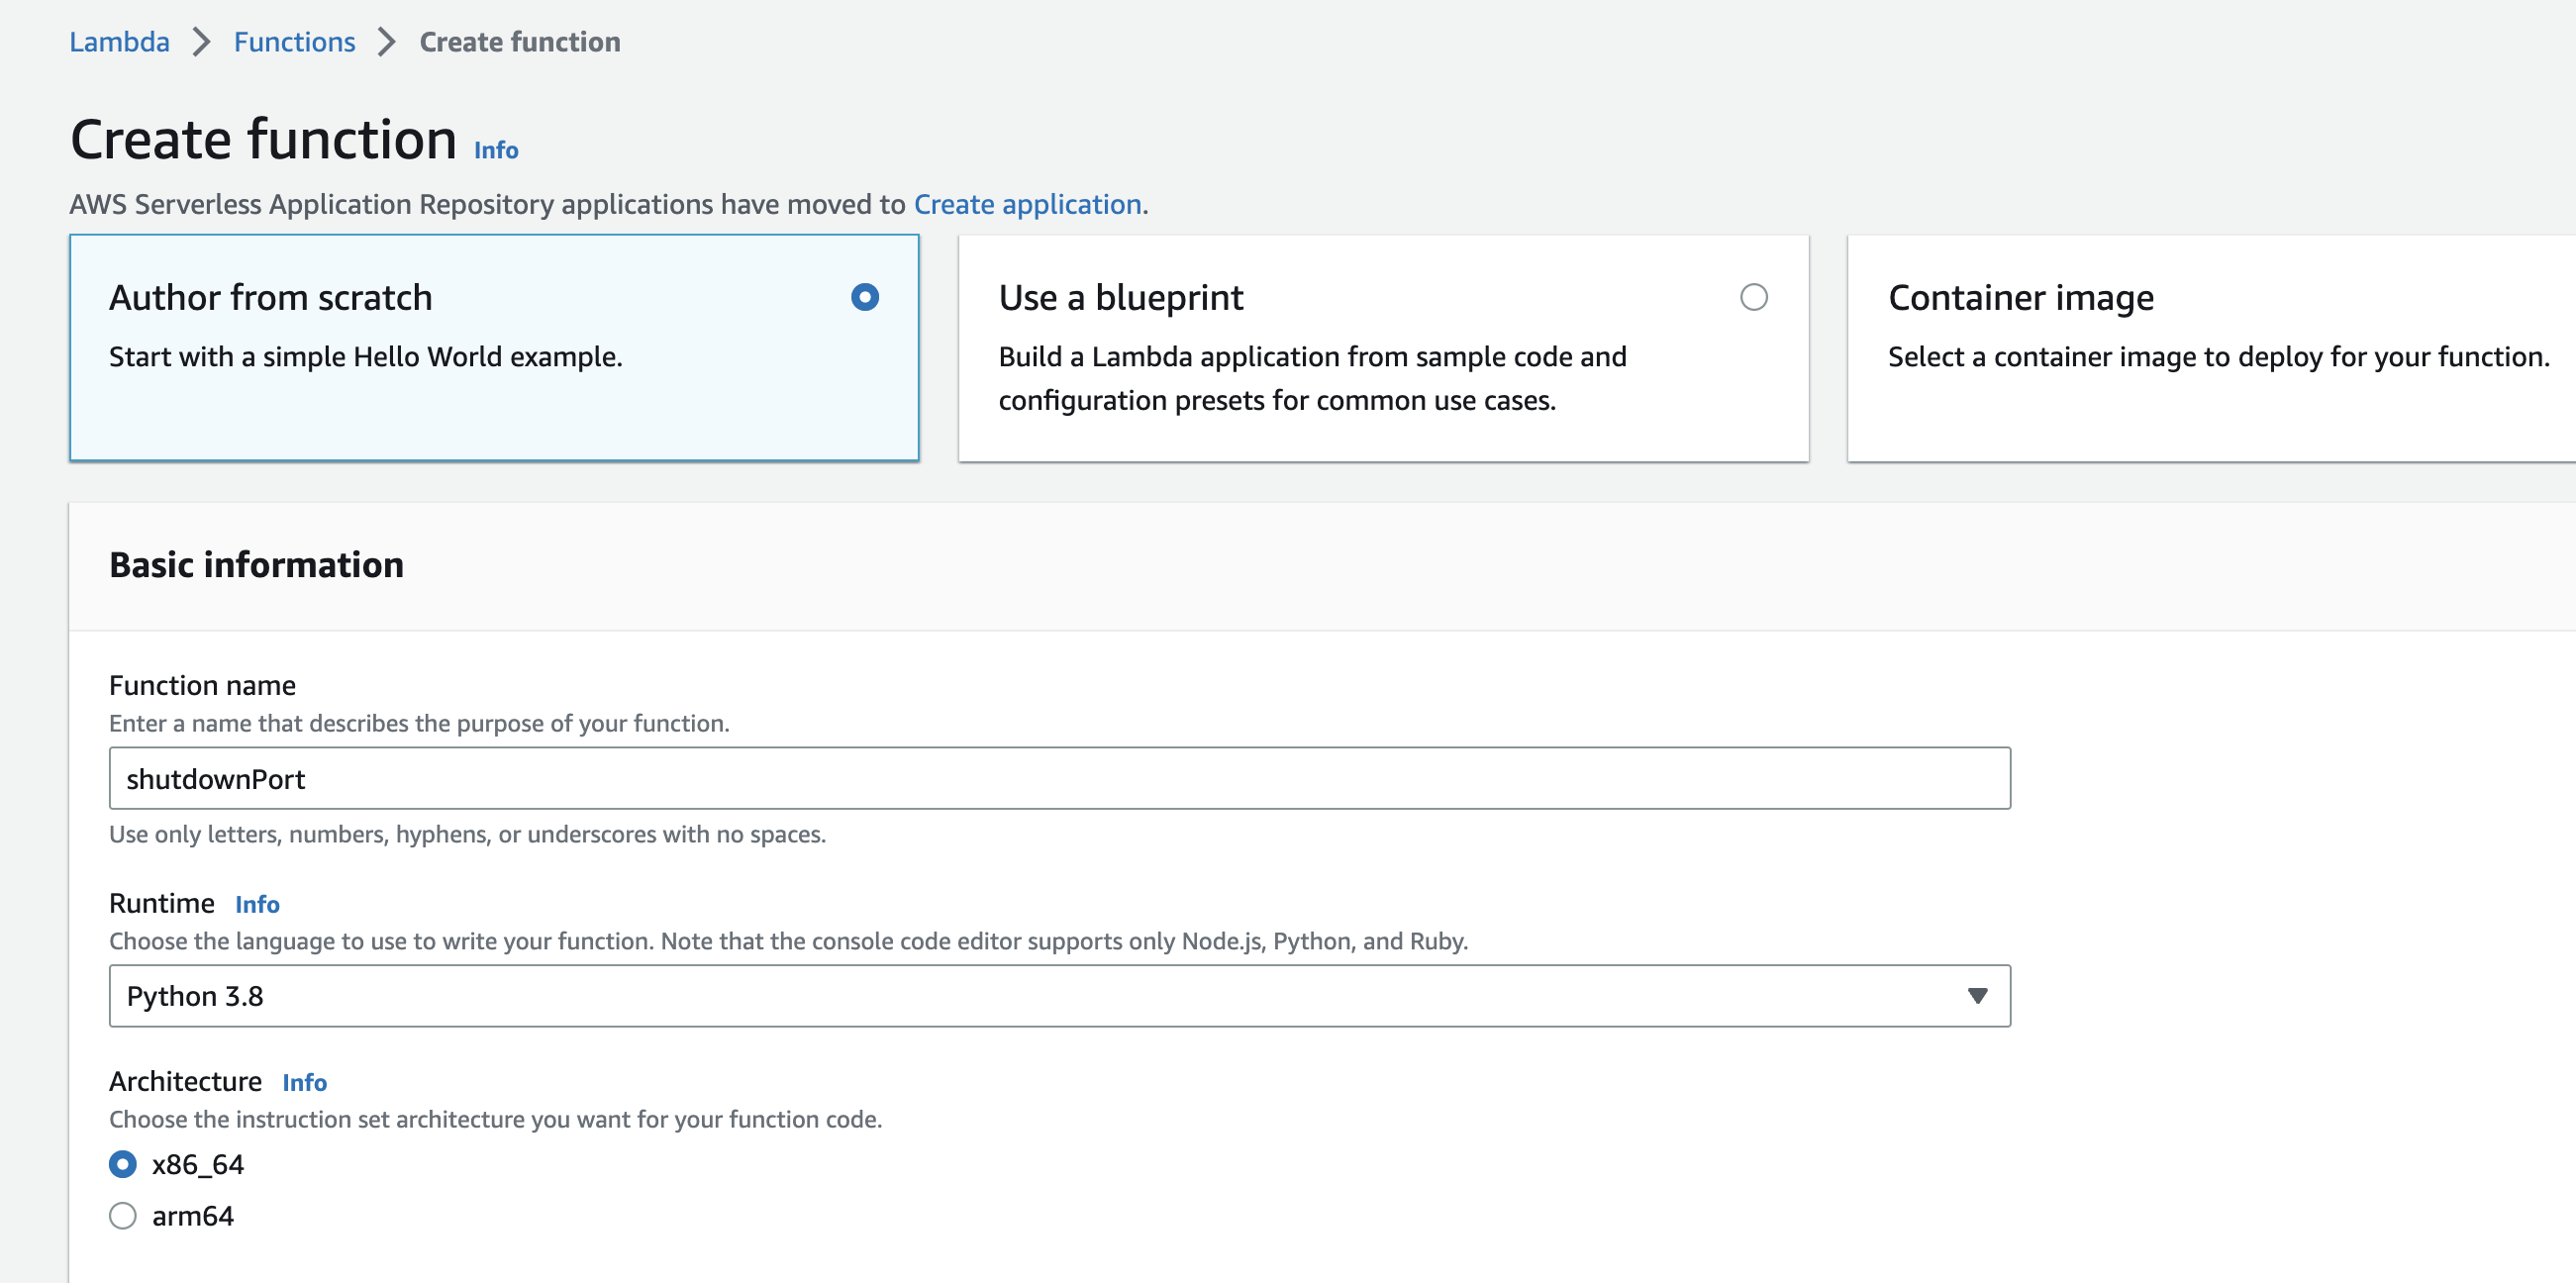 Lambda > Functions > Create function
Create function Info
AWS Serverless Application Repository applications have moved to Create application.
Author from scratch
Start with a simple Hello World example.
Use a blueprint
Build a Lambda application from sample code and
configuration presets for common use cases.
Container image
Select a container image to deploy for your function.
Basic information
Function name
Enter a name that describes the purpose of your function.
shutdownPort
Use only letters, numbers, hyphens, or underscores with no spaces.
Runtime Info
Choose the language to use to write your function. Note that the console code editor supports only Node.js, Python, and Ruby.
Python 3.8
Architecture Info
Choose the instruction set architecture you want for your function code.
x86_64
arm64